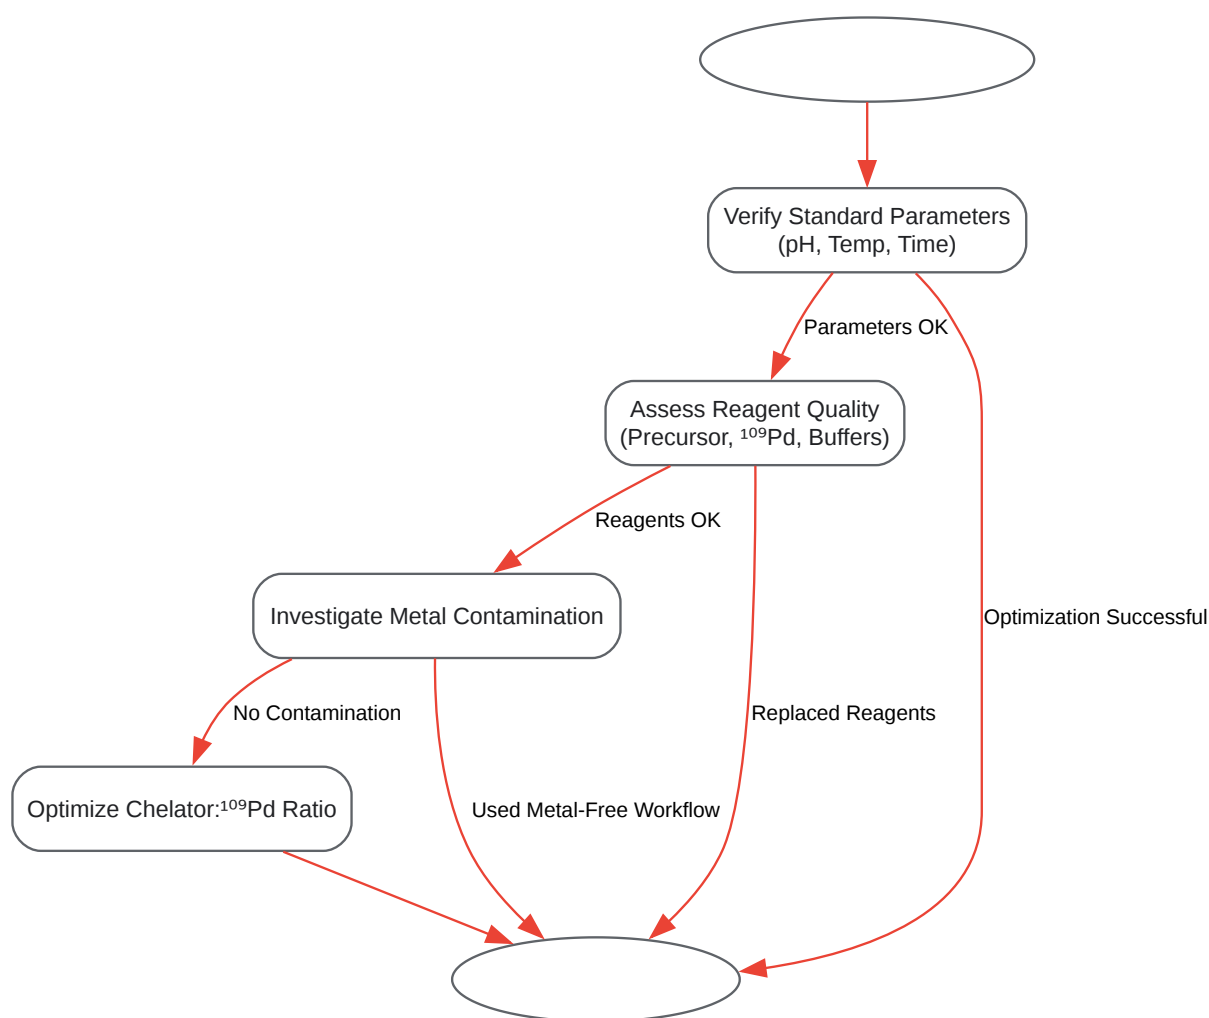 Verify Standard Parameters
(pH, Temp, Time)
Parameters OK
Assess Reagent Quality
(Precursor, ¹⁰⁹Pd, Buffers)
Reagents OK
Investigate Metal Contamination
Optimization Successful
No Contamination
Replaced Reagents
Optimize Chelator:¹⁰⁹Pd Ratio
Used Metal-Free Workflow